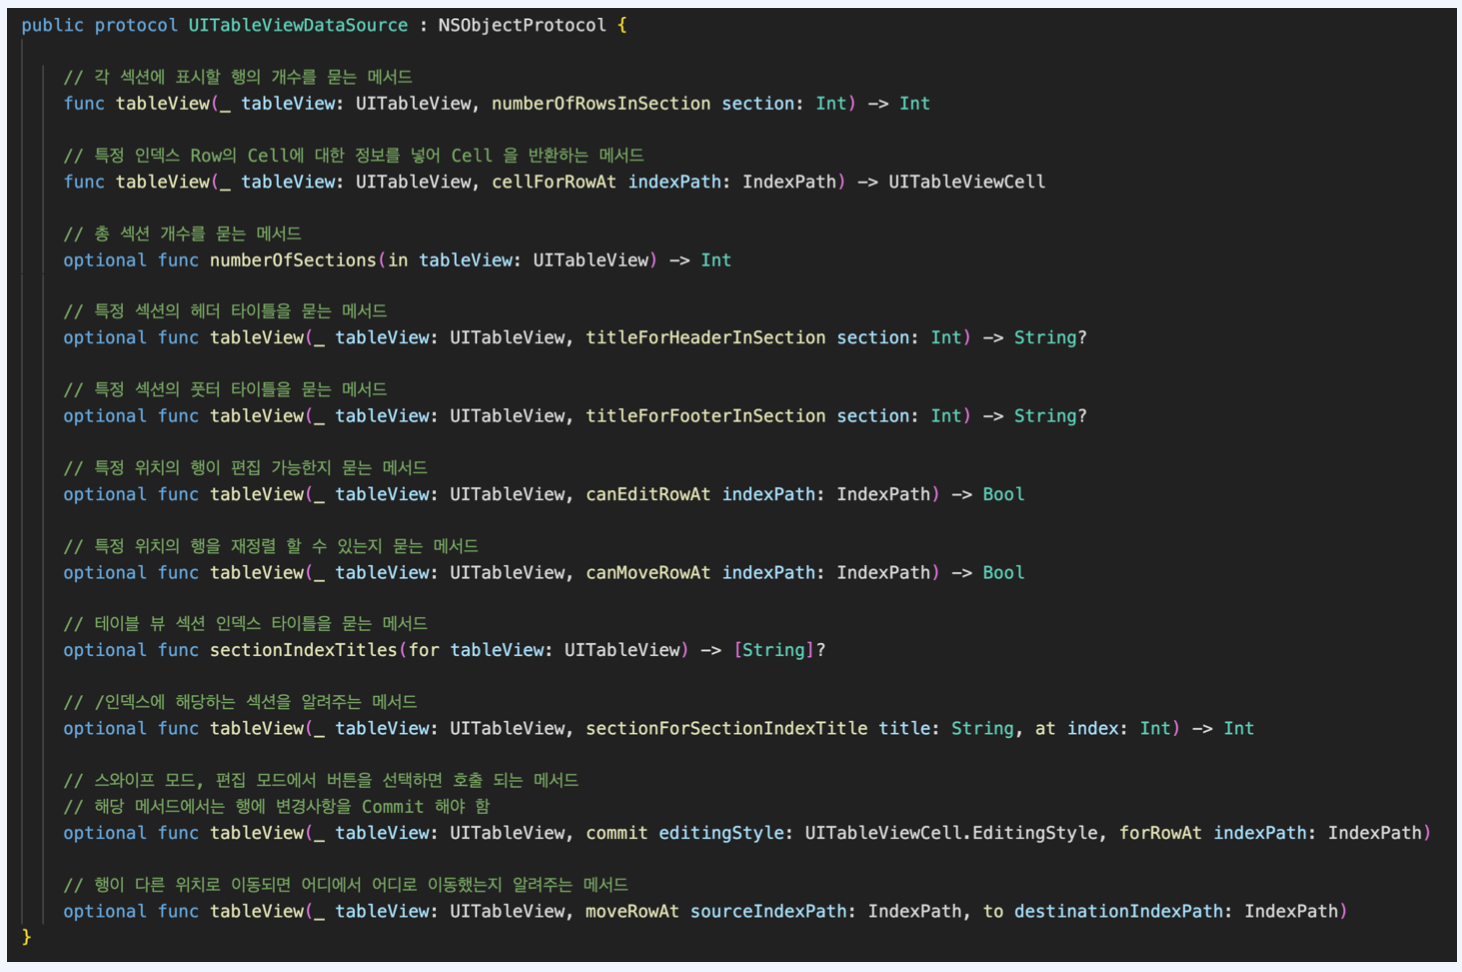 public protocol UITableViewDataSource : NSObjectProtocol {
// 각 섹션에 표시할 행의 개수를 묻는 메서드
func tableView(_ tableView: UITableView, numberOfRowsInSection section: Int) -> Int
// 특정 인덱스 Row의 Cell에 대한 정보를 넣어 Cell 을 반환하는 메서드
func tableView(_ tableView: UITableView, cellForRowAt indexPath: IndexPath) -> UITableViewCell
// 총 섹션 개수를 묻는 메서드
optional func numberOfSections(in tableView: UITableView) -> Int
// 특정 섹션의 헤더 타이틀을 묻는 메서드
optional func tableView(_ tableView: UITableView, titleForHeaderInSection section: Int) -> String?
// 특정 섹션의 풋터 타이틀을 묻는 메서드
optional func tableView(_ tableView: UITableView, titleForFooterInSection section: Int) -> String?
// 특정 위치의 행이 편집 가능한지 묻는 메서드
optional func tableView(_ tableView: UITableView, canEditRowAt indexPath: IndexPath) -> Bool
// 특정 위치의 행을 재정렬 할 수 있는지 묻는 메서드
optional func tableView(_ tableView: UITableView, canMoveRowAt indexPath: IndexPath) -> Bool
// 테이블 뷰 섹션 인덱스 타이틀을 묻는 메서드
optional func sectionIndexTitles(for tableView: UITableView) -> [String]?
// /인덱스에 해당하는 섹션을 알려주는 메서드
optional func tableView(_ tableView: UITableView, sectionForSectionIndexTitle title: String, at index: Int) -> Int
// 스와이프 모드, 편집 모드에서 버튼을 선택하면 호출 되는 메서드
// 해당 메서드에서는 행에 변경사항을 Commit 해야 함
optional func tableView(_ tableView: UITableView, commit editingStyle: UITableViewCell.EditingStyle, forRowAt indexPath: IndexPath)
// 행이 다른 위치로 이동되면 어디에서 어디로 이동했는지 알려주는 메서드
optional func tableView(_ tableView: UITableView, moveRowAt sourceIndexPath: IndexPath, to destinationIndexPath: IndexPath)
}